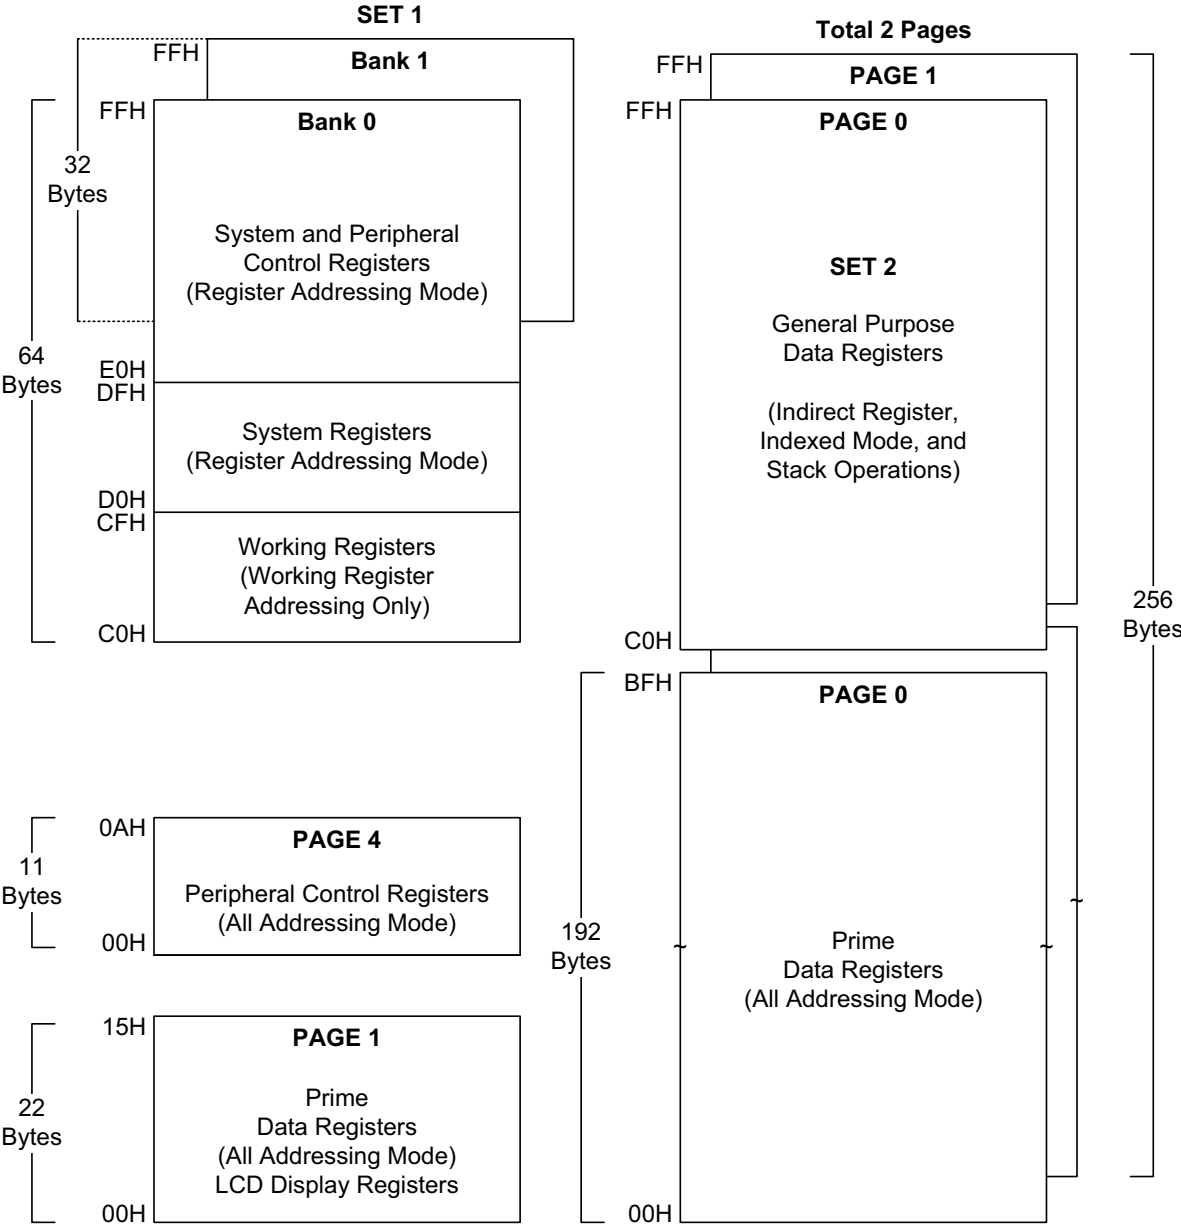 SET 1
FFH
Bank 1
FFH
Bank 0
32
Bytes
System and Peripheral
Control Registers
(Register Addressing Mode)
64
Bytes
E0H
DFH
System Registers
(Register Addressing Mode)
D0H
CFH
Working Registers
(Working Register
Addressing Only)
C0H
0AH
PAGE 4
11
Bytes
Peripheral Control Registers
(All Addressing Mode)
00H
15H
PAGE 1
22
Bytes
Prime
Data Registers
(All Addressing Mode)
LCD Display Registers
00H
Total 2 Pages
FFH
PAGE 1
FFH
PAGE 0
SET 2
General Purpose
Data Registers
(Indirect Register,
Indexed Mode, and
Stack Operations)
C0H
256
Bytes
BFH
PAGE 0
192
Bytes
~
~
~
Prime
Data Registers
(All Addressing Mode)
00H